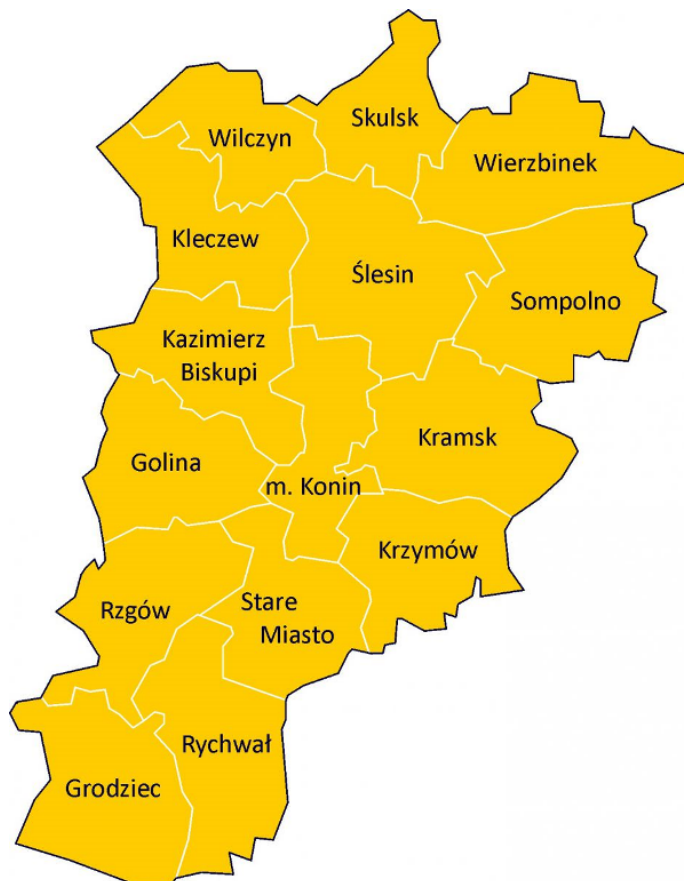 Skulsk
Wilczyn
Wierzbinek
Kleczew
Ślesin
Sompolno
Kazimierz
Biskupi
Kramsk
Golina
m. Konin
Krzymów
Rzgów
Stare
Miasto
Rychwał
Grodziec